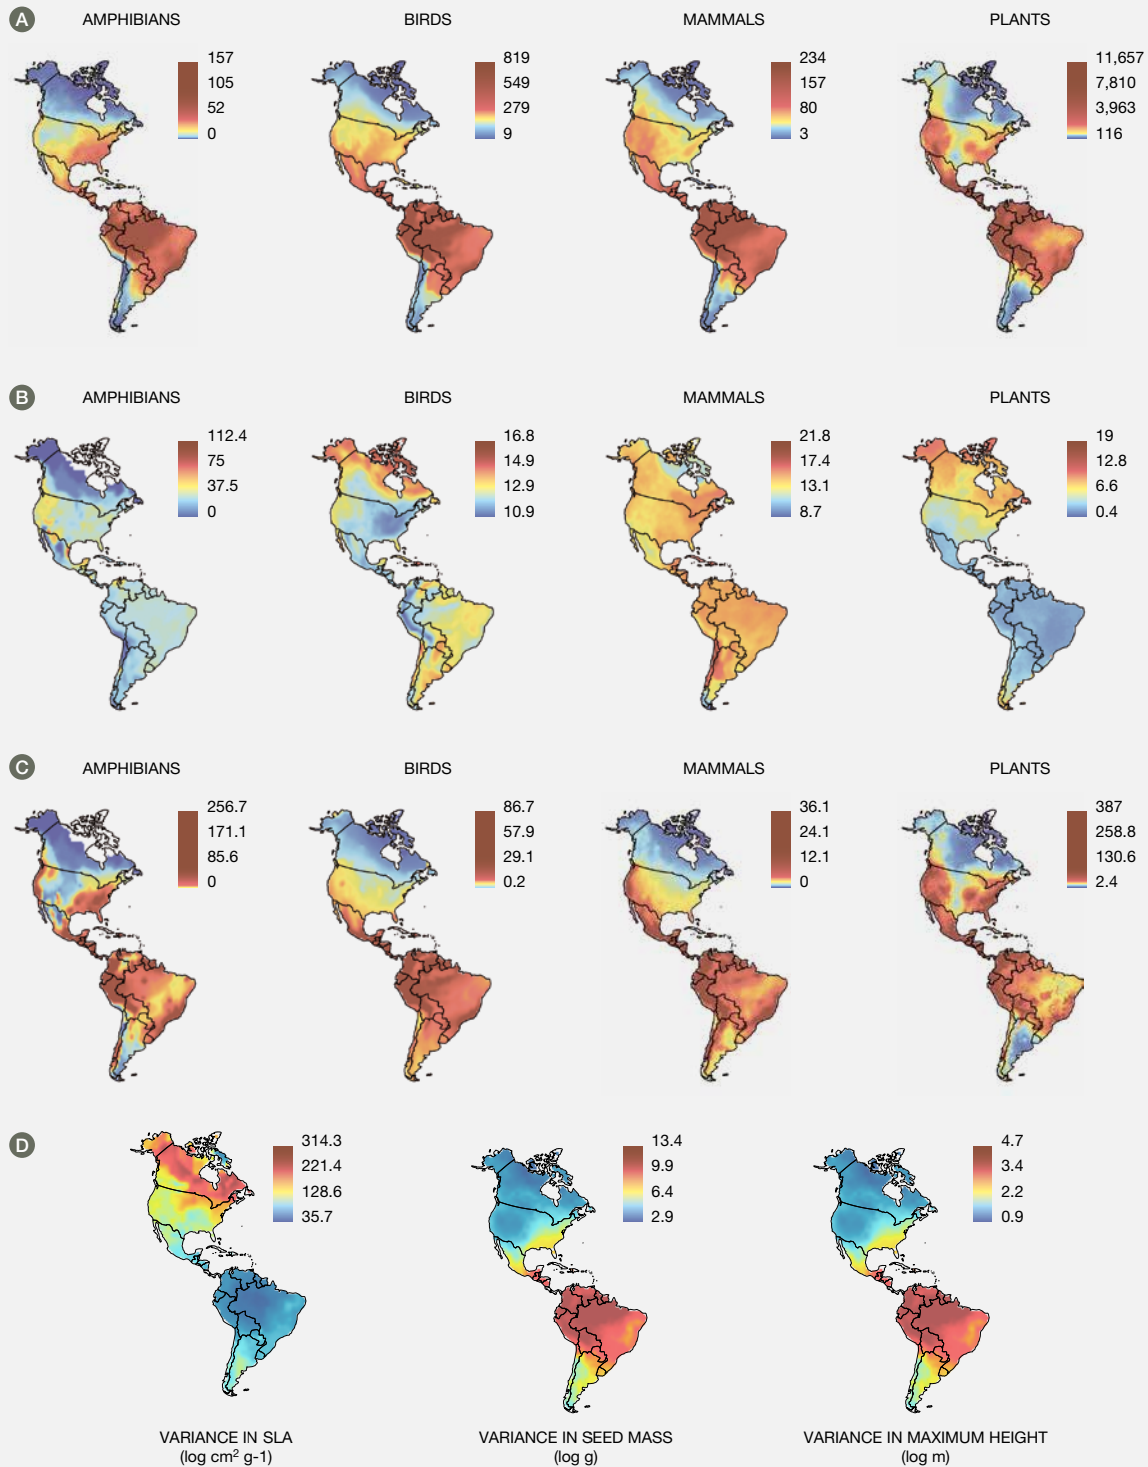 A
AMPHIBIANS
BIRDS
MAMMALS
PLANTS
157
105
52
0
819
549
279
9
234
157
80
3
11,657
7,810
3,963
116
B
AMPHIBIANS
BIRDS
MAMMALS
PLANTS
112.4
75
37.5
0
16.8
14.9
12.9
10.9
21.8
17.4
13.1
8.7
19
12.8
6.6
0.4
C
AMPHIBIANS
BIRDS
MAMMALS
PLANTS
256.7
171.1
85.6
0
86.7
57.9
29.1
0.2
36.1
24.1
12.1
0
387
258.8
130.6
2.4
D
314.3
221.4
128.6
35.7
13.4
9.9
6.4
2.9
4.7
3.4
2.2
0.9
VARIANCE IN SLA
(log cm² g-1)
VARIANCE IN SEED MASS
(log g)
VARIANCE IN MAXIMUM HEIGHT
(log m)